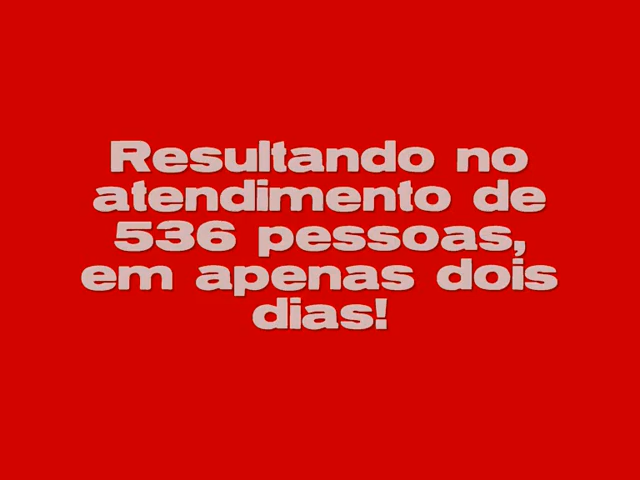 Resultando no
atendimento de
536 pessoas,
em apenas dois
dias!